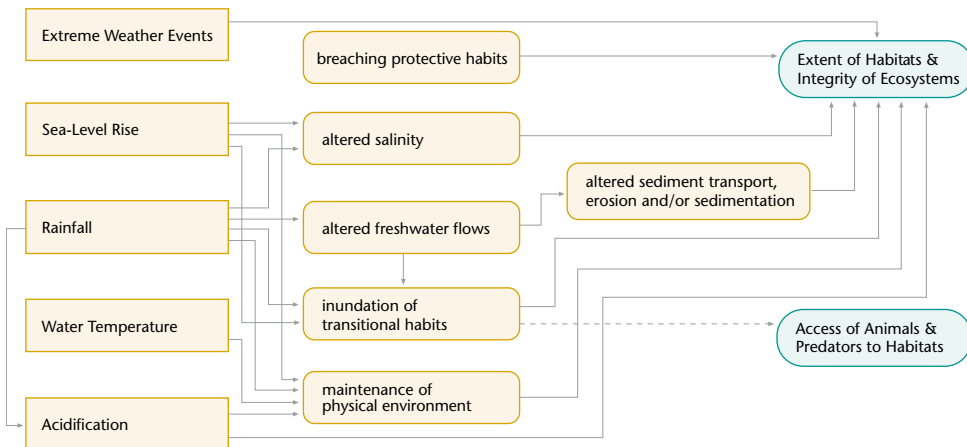 Extreme Weather Events
breaching protective habits
Extent of Habitats &
Integrity of Ecosystems
Sea-Level Rise
altered salinity
altered sediment transport,
erosion and/or sedimentation
Rainfall
altered freshwater flows
inundation of
transitional habits
Water Temperature
Access of Animals &
Predators to Habitats
maintenance of
physical environment
Acidification